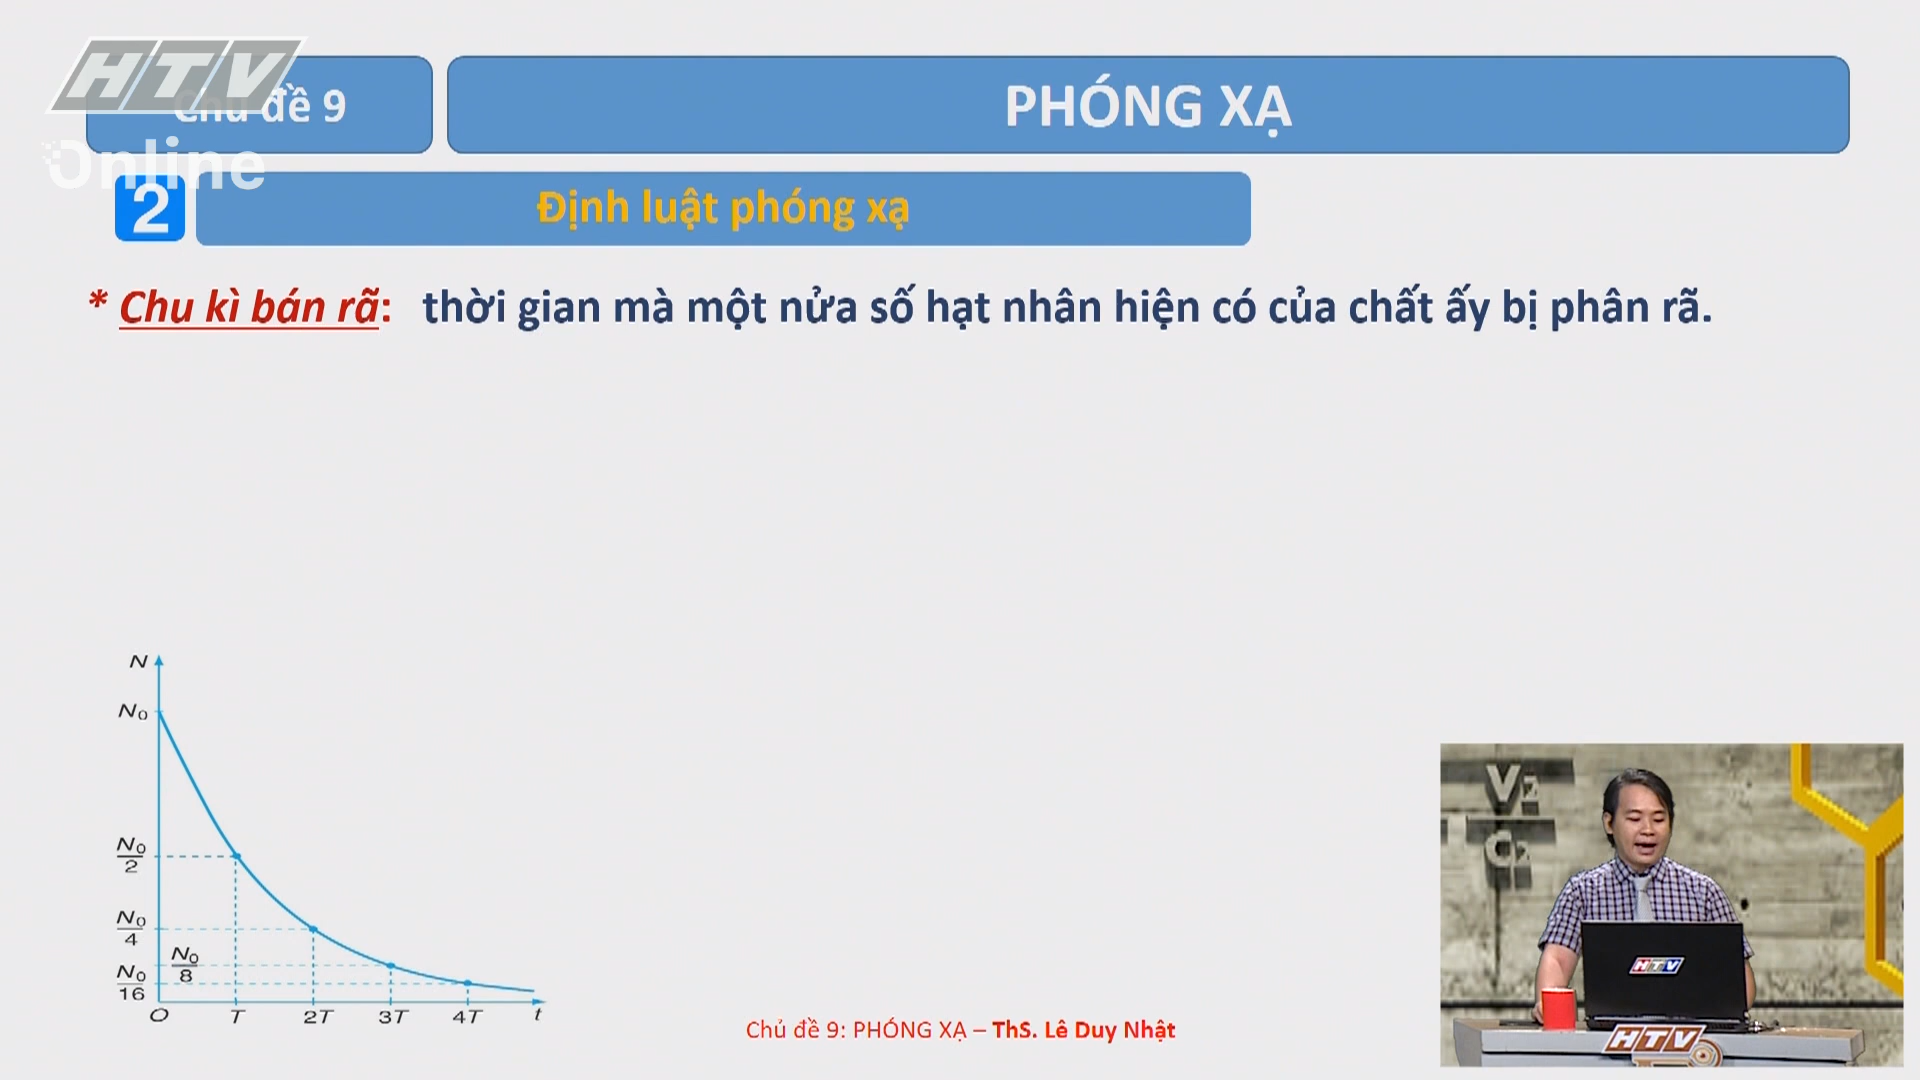 HTV
Online
Chủ đề 9
PHÓNG XẠ
2
Định luật phóng xạ
* Chu kì bán rã: thời gian mà một nửa số hạt nhân hiện có của chất ấy bị phân rã.
N
N₀
N₀/2
N₀/4
N₀/8
N₀/16
O T 2T 3T 4T t
V₂
C₂
HTV
HTV
Chủ đề 9: PHÓNG XẠ – ThS. Lê Duy Nhật